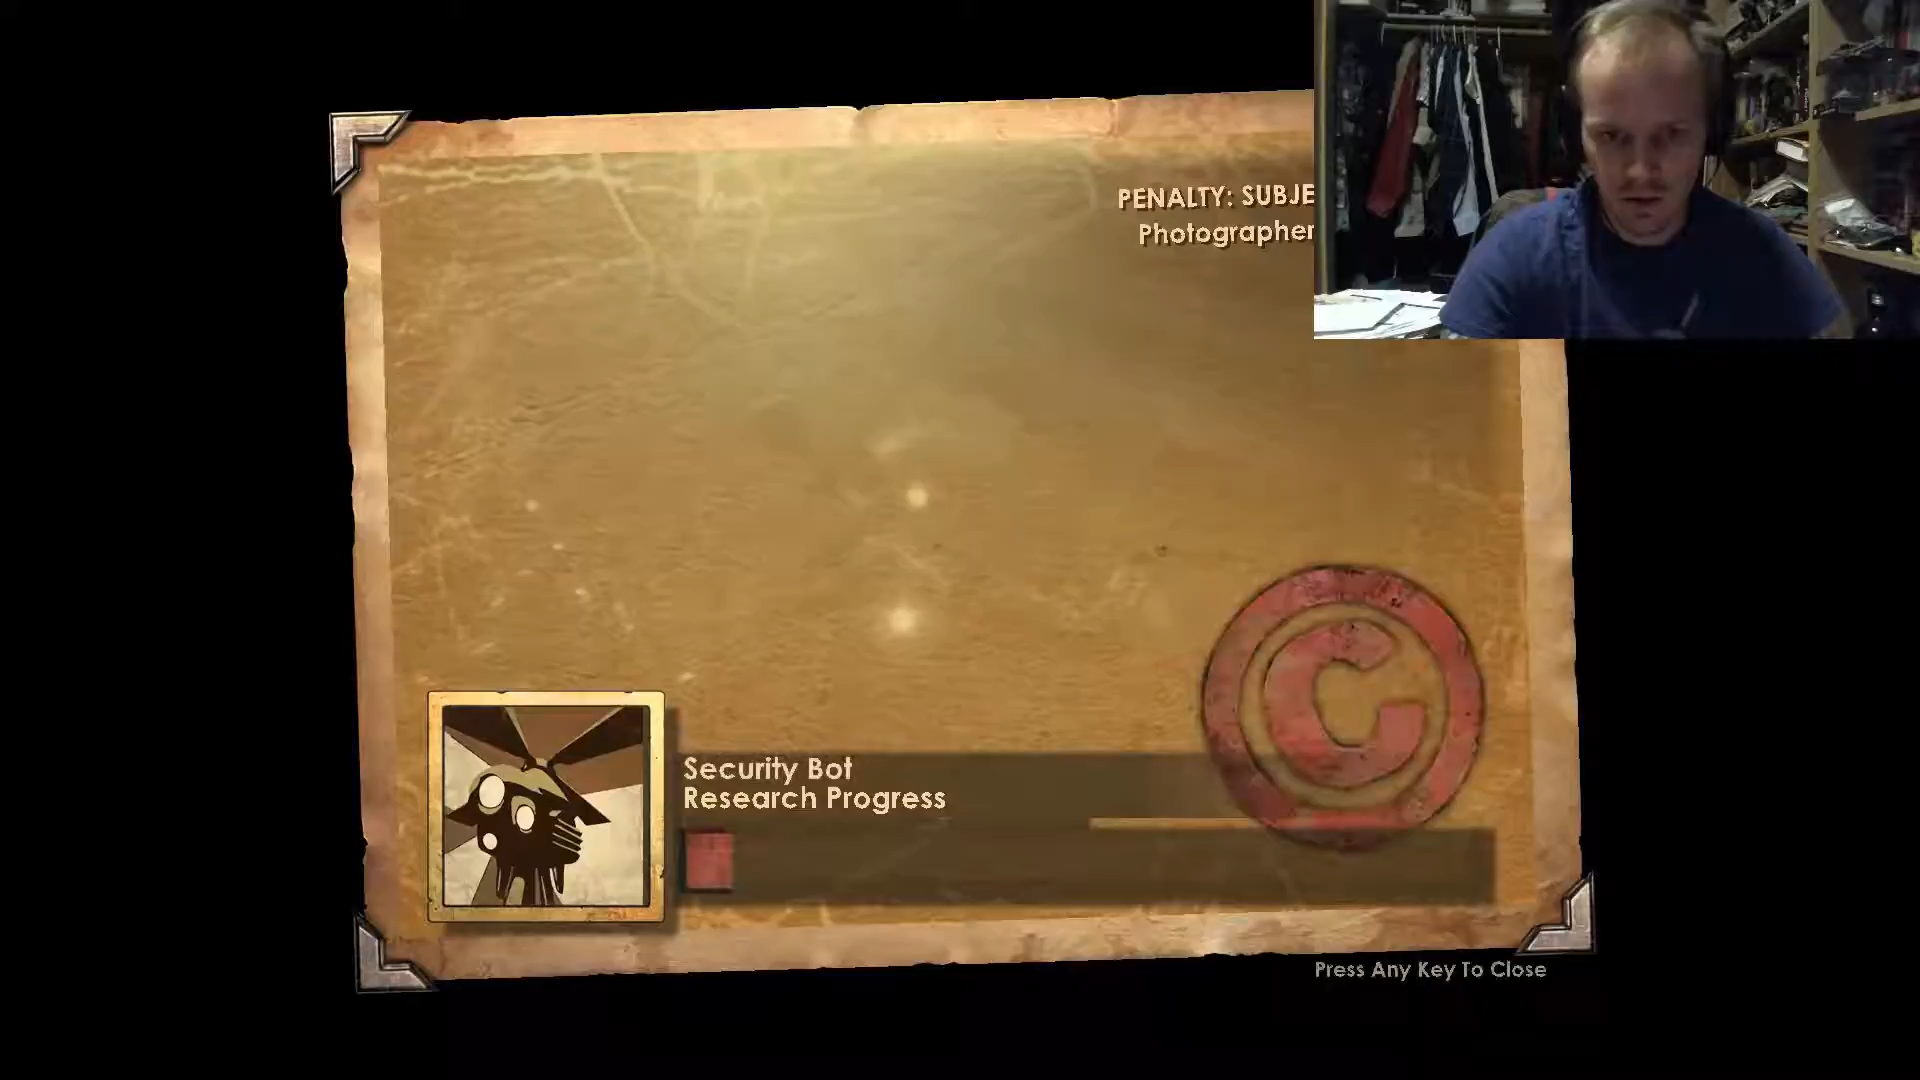 PENALTY: SUBJE
Photographer
C
Security Bot
Research Progress
Press Any Key To Close